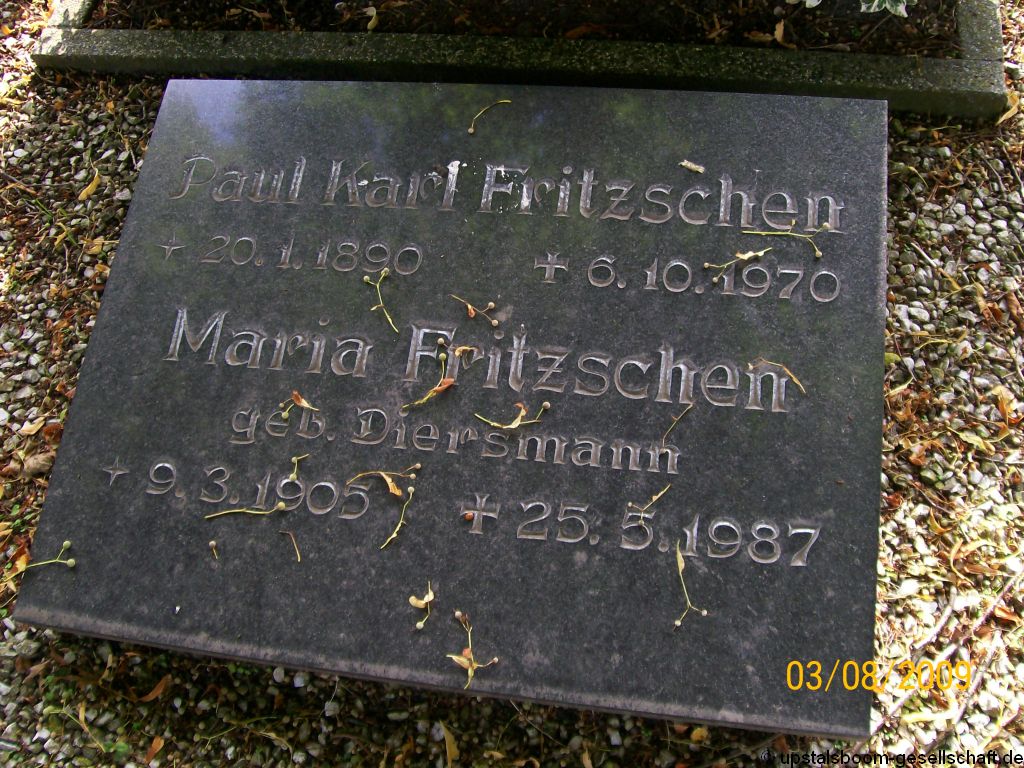 Paul Karl Fritzschen
* 20. 1. 1890 † 6. 10. 1970
Maria Fritzschen
geb. Diersmann
* 9. 3. 1905 † 25. 5. 1987
03/08/2009
© upstalsboom-gesellschaft.de